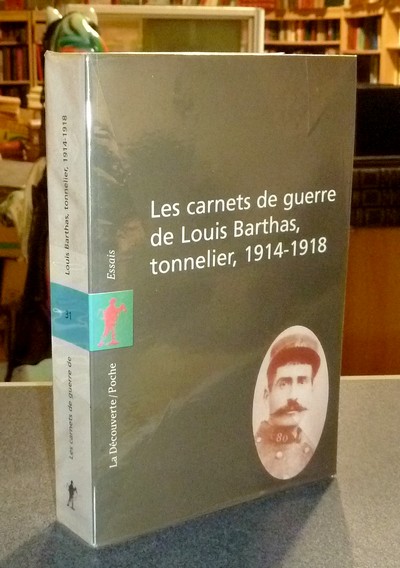 Les carnets de guerre
de Louis Barthas,
tonnelier, 1914-1918
Essais
La Découverte/Poche
80
Les carnets de guerre de
Louis Barthas, tonnelier, 1914-1918